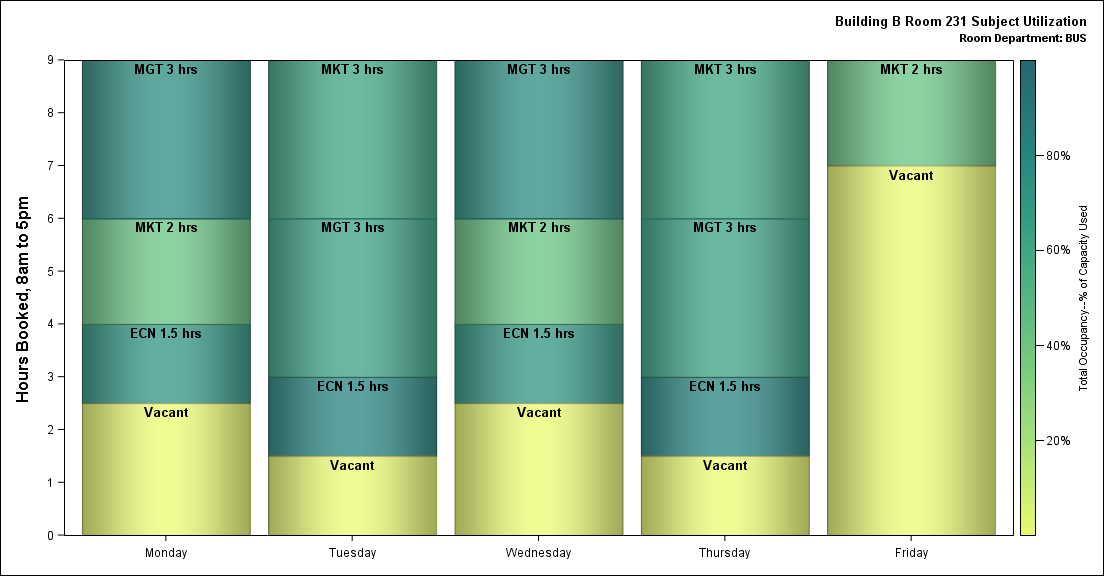 Building B Room 231 Subject Utilization
Room Department: BUS
Hours Booked, 8am to 5pm
9
8
7
6
5
4
3
2
1
0
MGT 3 hrs
MKT 2 hrs
ECN 1.5 hrs
Vacant
MKT 3 hrs
MGT 3 hrs
ECN 1.5 hrs
Vacant
MGT 3 hrs
MKT 2 hrs
ECN 1.5 hrs
Vacant
MKT 3 hrs
MGT 3 hrs
ECN 1.5 hrs
Vacant
MKT 2 hrs
Vacant
Monday
Tuesday
Wednesday
Thursday
Friday
80%
60%
40%
20%
Total Occupancy--% of Capacity Used